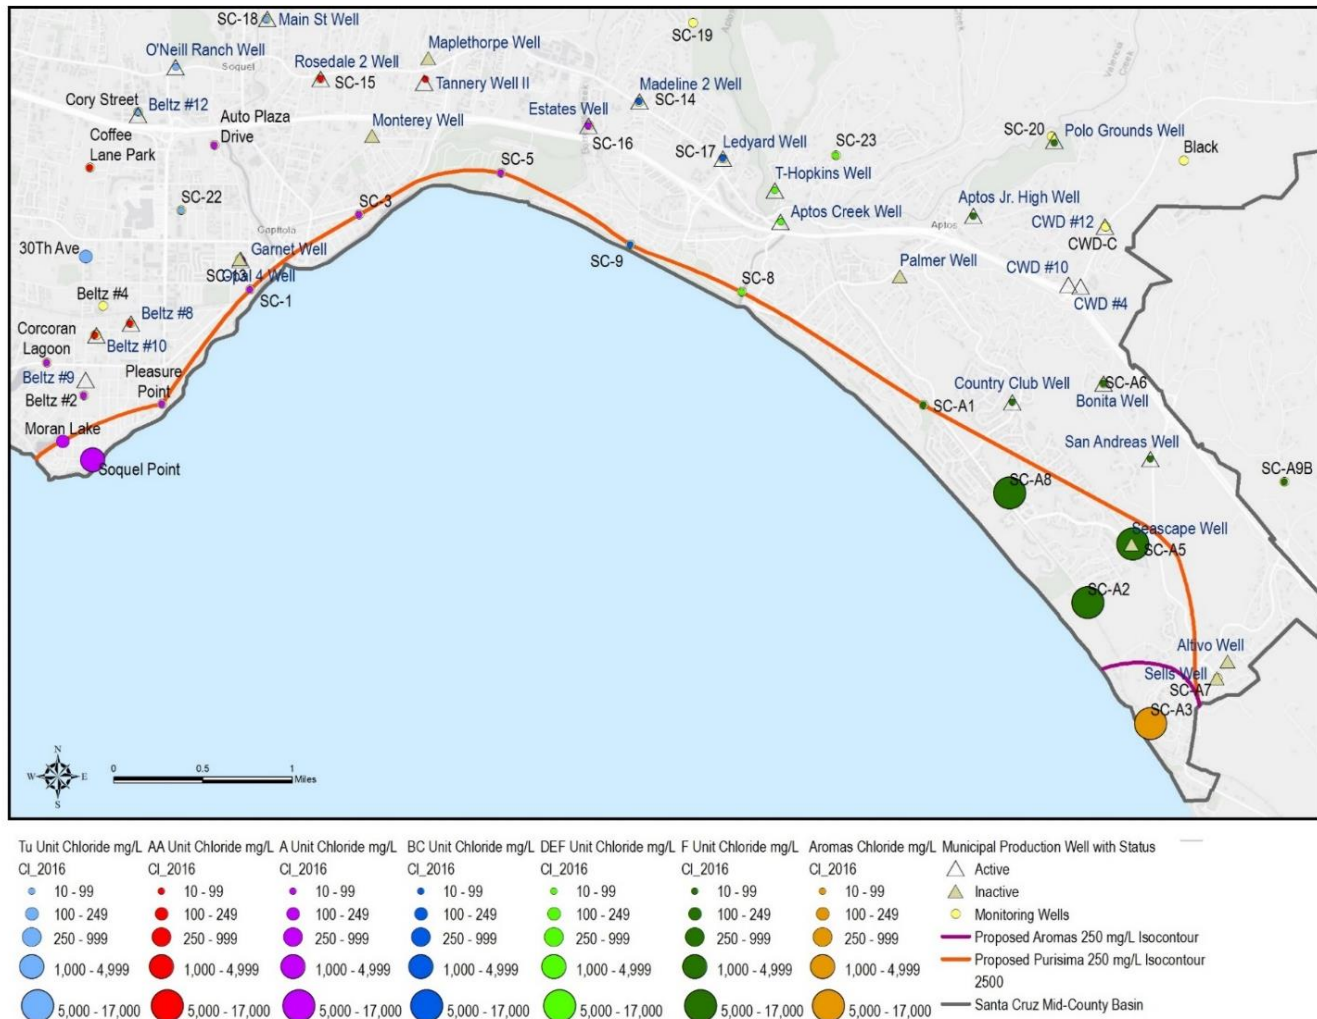 SC-18
Main St Well
SC-19
Aptos
Creek
O'Neill Ranch Well
Soquel
Rosedale 2 Well
SC-15
Maplethorpe Well
Tannery Well II
Madeline 2 Well
SC-14
Valencia
Creek
Cory Street
Beltz #12
Auto Plaza
Drive
Coffee
Lane Park
Monterey Well
Estates Well
SC-16
SC-17
Ledyard Well
SC-23
SC-20
Polo Grounds Well
Black
SC-5
T-Hopkins Well
SC-22
SC-3
Capitola
Aptos Creek Well
Aptos Jr. High Well
Aptos
CWD #12
CWD-C
30Th Ave
Garnet Well
SC-13
Opal 4 Well
SC-1
SC-9
SC-8
Palmer Well
CWD #10
CWD #4
Beltz #4
Beltz #8
Corcoran
Lagoon
Beltz #10
Beltz #9
Pleasure
Point
Beltz #2
Country Club Well
SC-A6
Bonita Well
SC-A1
Moran Lake
Soquel Point
San Andreas Well
SC-A8
SC-A9B
Seascape Well
SC-A5
SC-A2
Altivo Well
Sells Well
SC-A7
SC-A3
N
W E
S
0 0.5 1
Miles
Tu Unit Chloride mg/L
Cl_2016
10 - 99
100 - 249
250 - 999
1,000 - 4,999
5,000 - 17,000
AA Unit Chloride mg/L
Cl_2016
10 - 99
100 - 249
250 - 999
1,000 - 4,999
5,000 - 17,000
A Unit Chloride mg/L
Cl_2016
10 - 99
100 - 249
250 - 999
1,000 - 4,999
5,000 - 17,000
BC Unit Chloride mg/L
Cl_2016
10 - 99
100 - 249
250 - 999
1,000 - 4,999
5,000 - 17,000
DEF Unit Chloride mg/L
Cl_2016
10 - 99
100 - 249
250 - 999
1,000 - 4,999
5,000 - 17,000
F Unit Chloride mg/L
Cl_2016
10 - 99
100 - 249
250 - 999
1,000 - 4,999
5,000 - 17,000
Aromas Chloride mg/L
Cl_2016
10 - 99
100 - 249
250 - 999
1,000 - 4,999
5,000 - 17,000
Municipal Production Well with Status
Active
Inactive
Monitoring Wells
Proposed Aromas 250 mg/L Isocontour
Proposed Purisima 250 mg/L Isocontour
2500
Santa Cruz Mid-County Basin